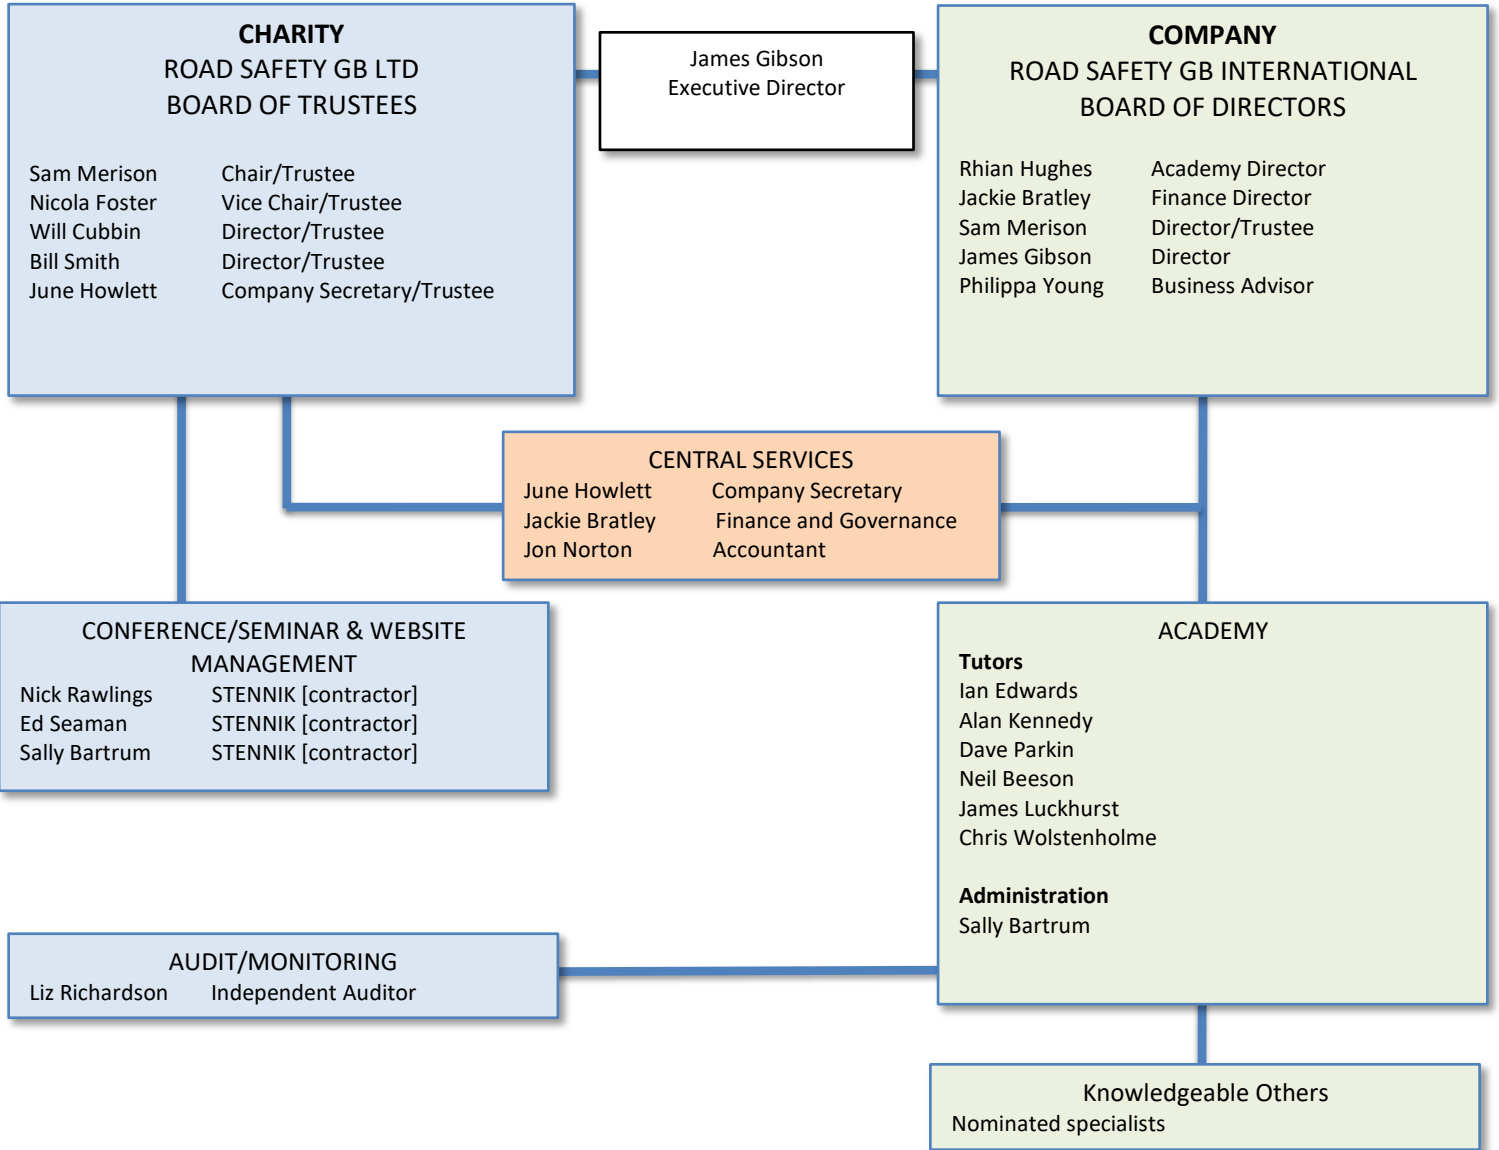 CHARITY
ROAD SAFETY GB LTD
BOARD OF TRUSTEES
Sam Merison Chair/Trustee
Nicola Foster Vice Chair/Trustee
Will Cubbin Director/Trustee
Bill Smith Director/Trustee
June Howlett Company Secretary/Trustee
James Gibson
Executive Director
COMPANY
ROAD SAFETY GB INTERNATIONAL
BOARD OF DIRECTORS
Rhian Hughes Academy Director
Jackie Bratley Finance Director
Sam Merison Director/Trustee
James Gibson Director
Philippa Young Business Advisor
CENTRAL SERVICES
June Howlett Company Secretary
Jackie Bratley Finance and Governance
Jon Norton Accountant
CONFERENCE/SEMINAR & WEBSITE
MANAGEMENT
Nick Rawlings STENNIK [contractor]
Ed Seaman STENNIK [contractor]
Sally Bartrum STENNIK [contractor]
ACADEMY
Tutors
Ian Edwards
Alan Kennedy
Dave Parkin
Neil Beeson
James Luckhurst
Chris Wolstenholme
Administration
Sally Bartrum
AUDIT/MONITORING
Liz Richardson Independent Auditor
Knowledgeable Others
Nominated specialists